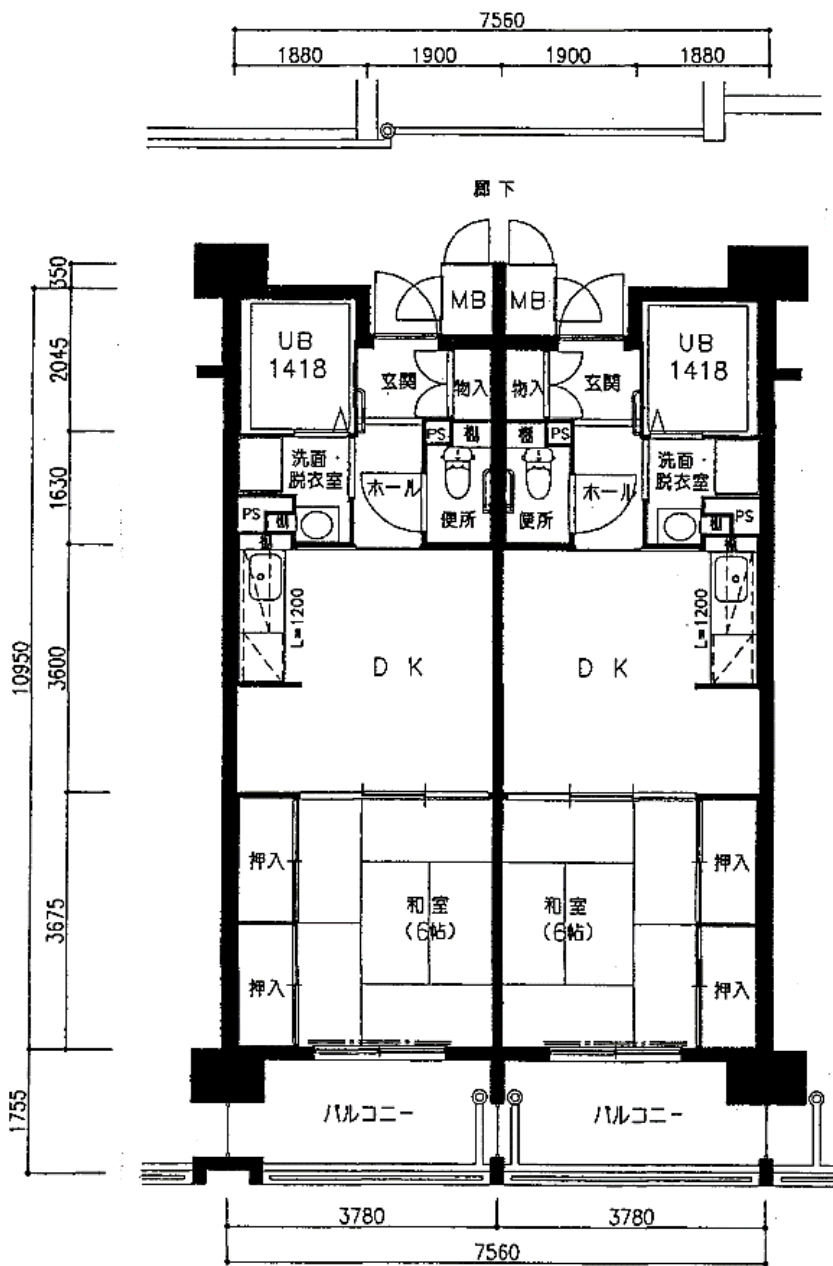 7560
1880 1900 1900 1880
廊下
350
MB MB
UB
1418
UB
1418
2045
玄関 物入 物入 玄関
PS 棚 棚 PS
洗面・
脱衣室
洗面・
脱衣室
1630
ホール ホール
便所 便所
PS 棚 棚 PS
棚 棚
L=1200 L=1200
10950
3600
DK DK
3675
押入 押入
和室
(6帖)
和室
(6帖)
押入 押入
1755
バルコニー バルコニー
3780 3780
7560